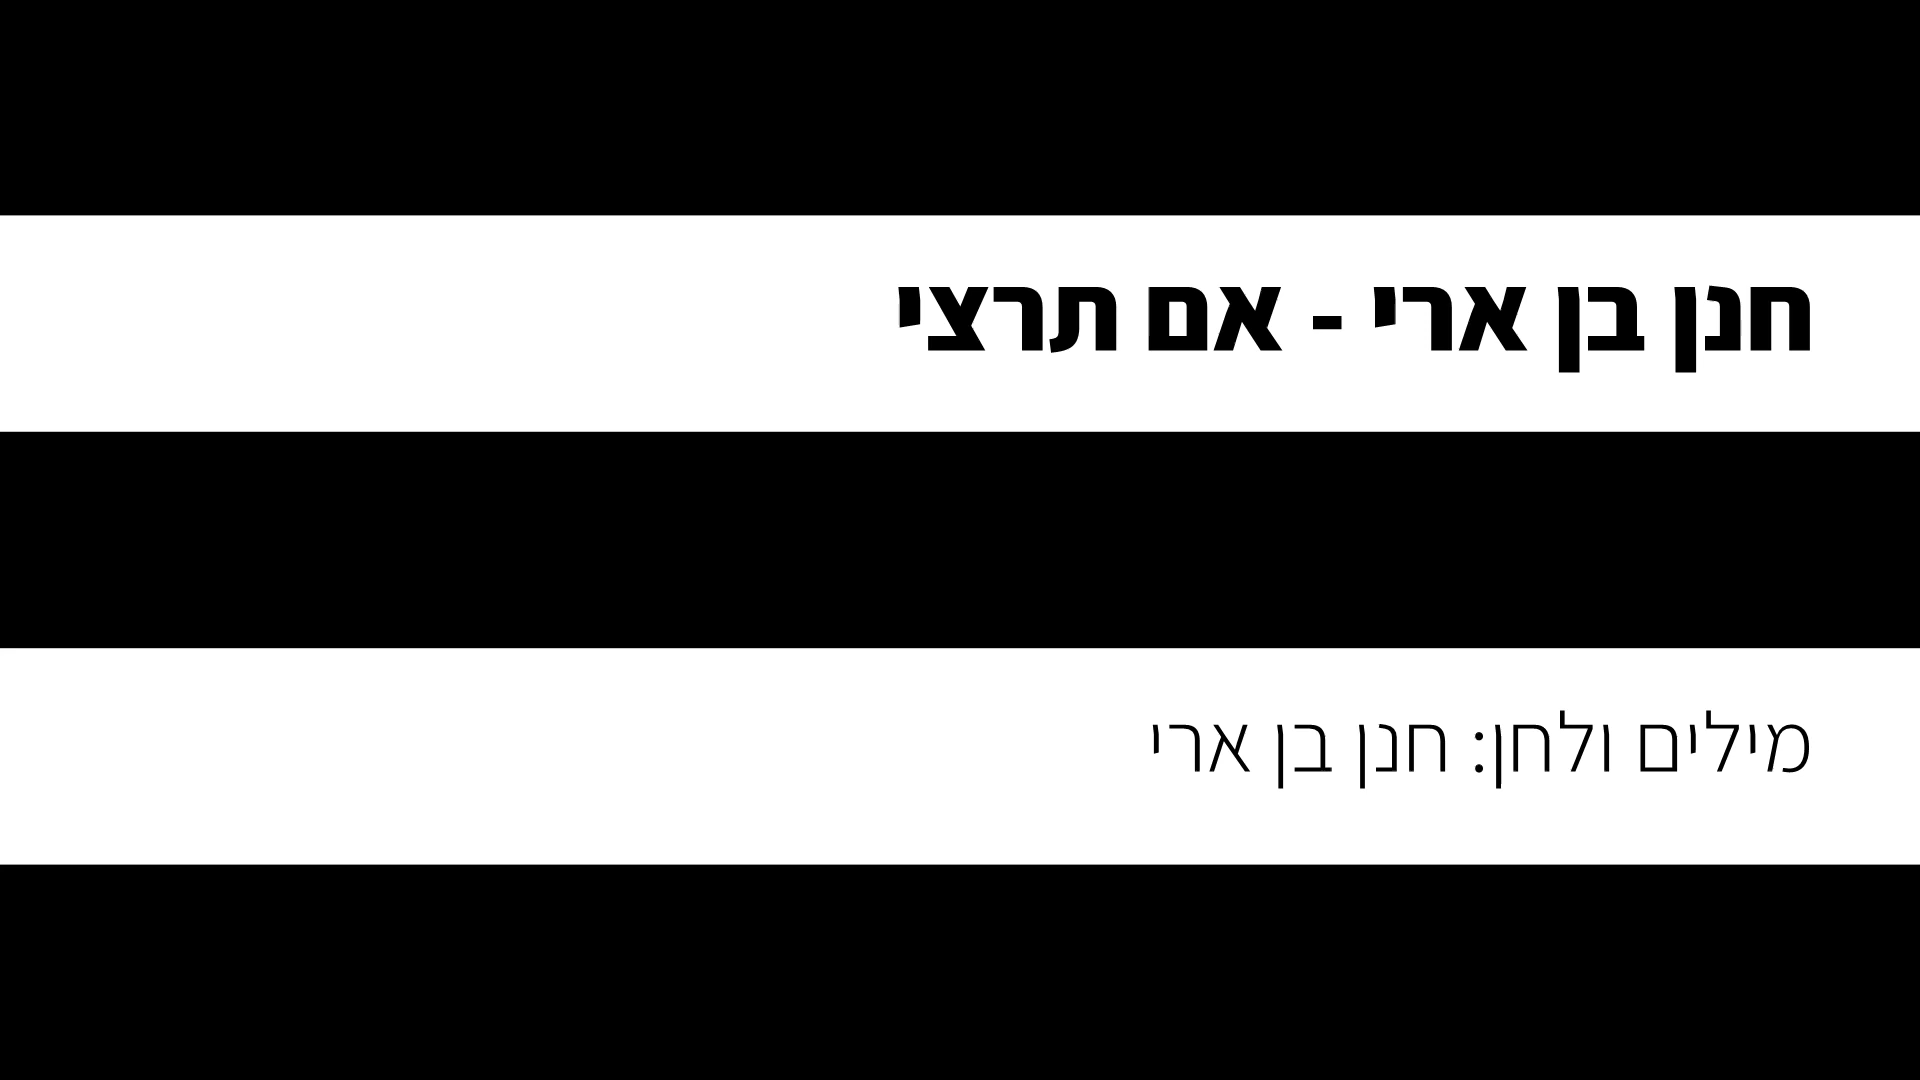 חנן בן ארי - אם תרצי
מילים ולחן: חנן בן ארי